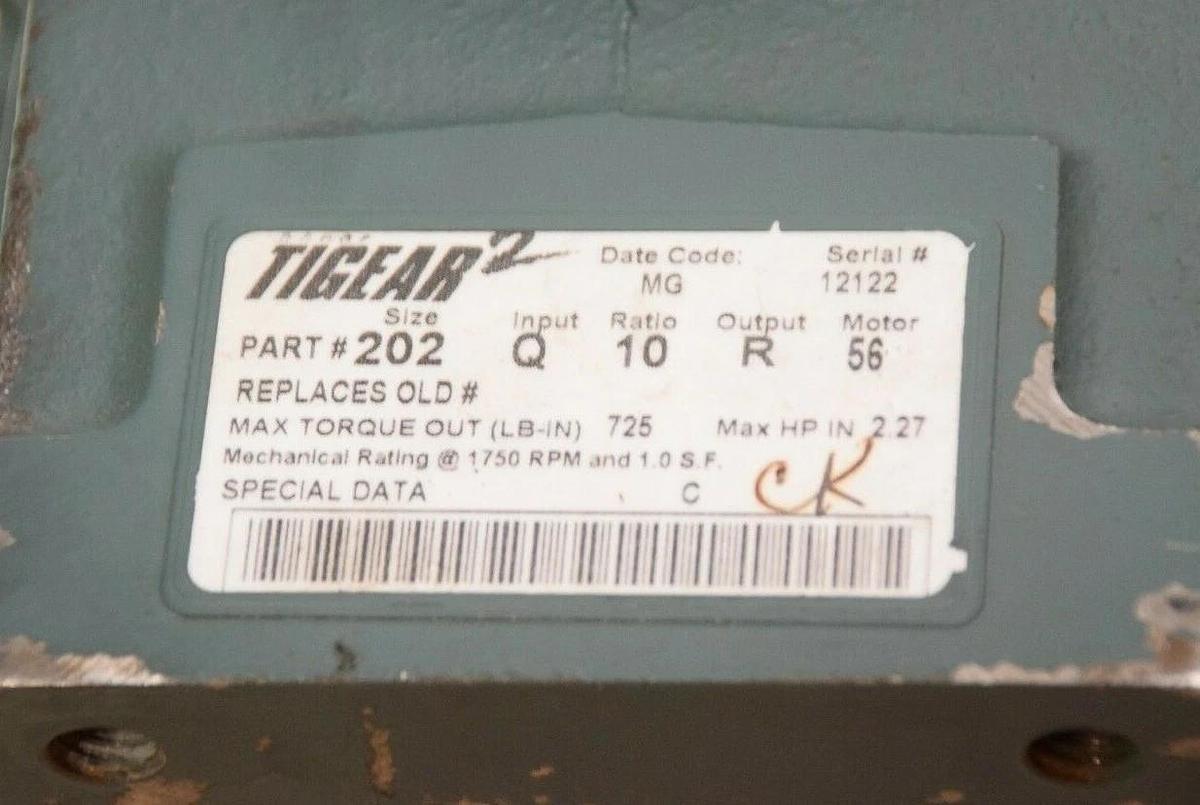 TIGEAR 2 Date Code: Serial #
MG 12122
Size Input Ratio Output Motor
PART # 202 Q 10 R 56
REPLACES OLD #
MAX TORQUE OUT (LB-IN) 725 Max HP IN 2.27
Mechanical Rating @ 1750 RPM and 1.0 S.F.
SPECIAL DATA C CK